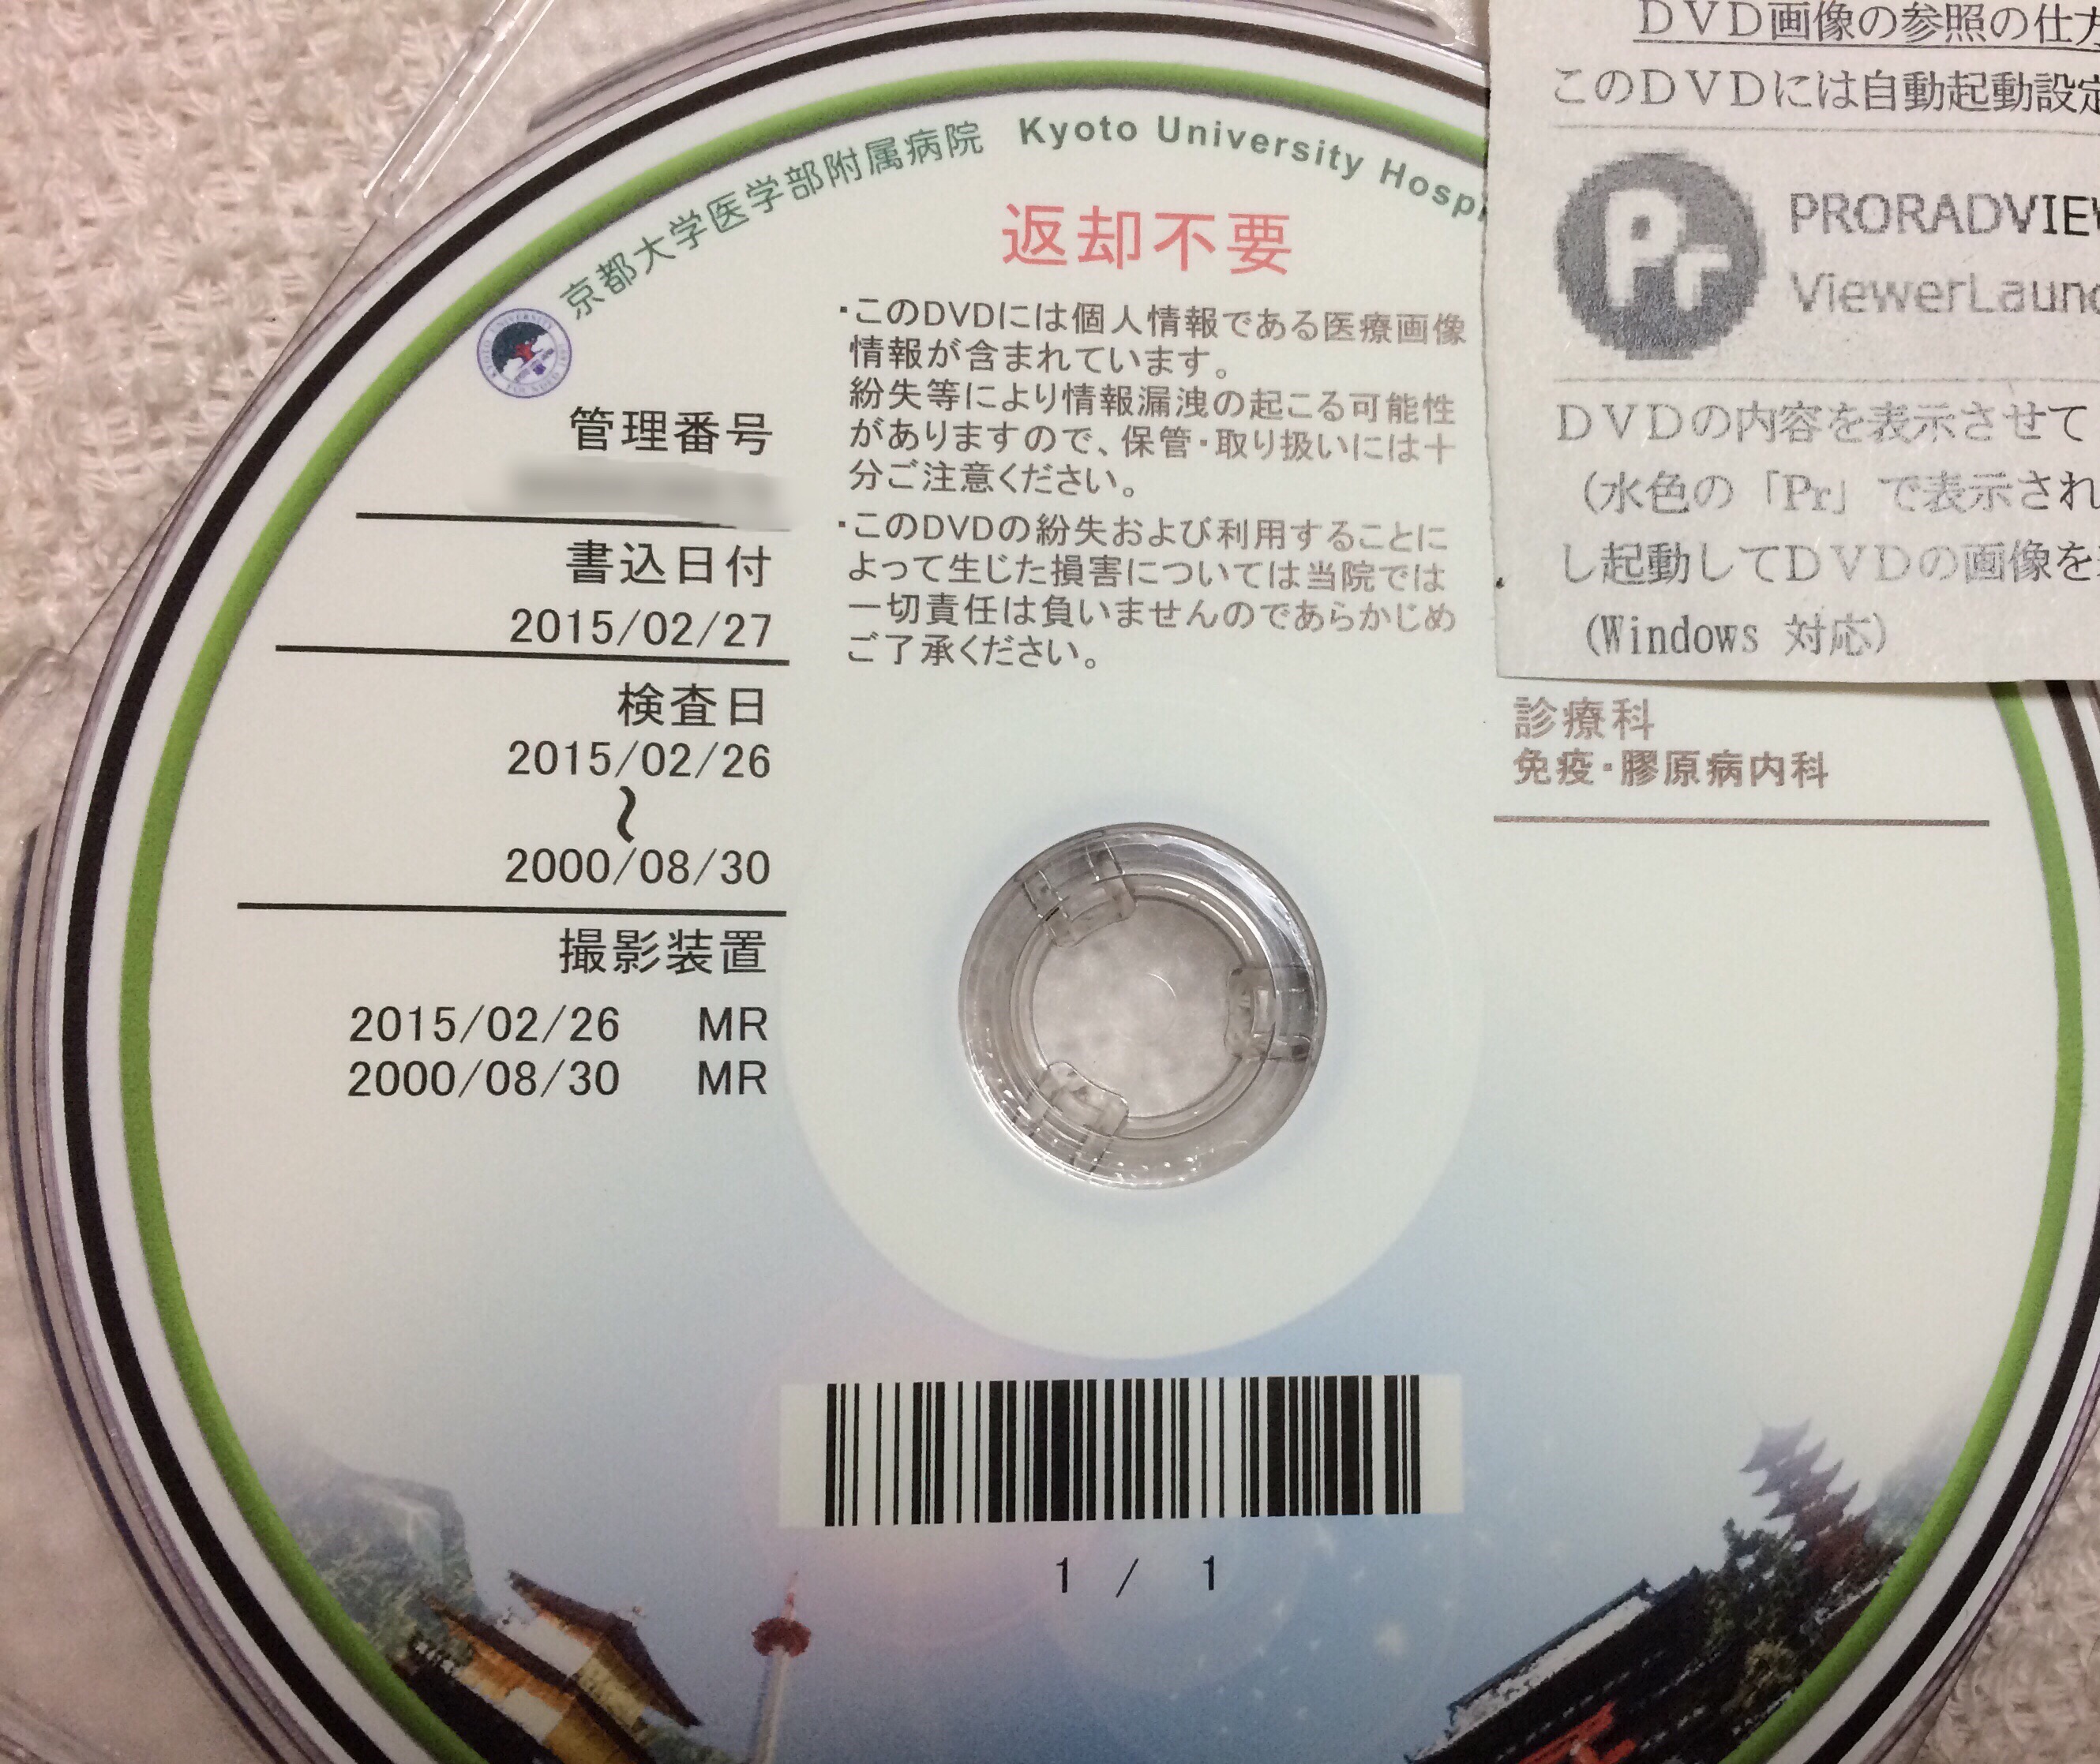 京都大学医学部附属病院 Kyoto University
返却不要
・このDVDには個人情報である医療画像
情報が含まれています。
紛失等により情報漏洩の起こる可能性
がありますので、保管・取り扱いには十
分ご注意ください。
・このDVDの紛失および利用することに
よって生じた損害については当院では
一切責任は負いませんのであらかじめ
ご了承ください。
管理番号
書込日付
2015/02/27
検査日
2015/02/26
~
2000/08/30
撮影装置
2015/02/26 MR
2000/08/30 MR
DVD画像の参照の仕方
このDVDには自動起動設定
Pr
PRORADVIEW
ViewerLaunc
DVDの内容を表示させて
（水色の「Pr」で表示され
し起動してDVDの画像を
(Windows 対応)
診療科
免疫・膠原病内科
1 / 1